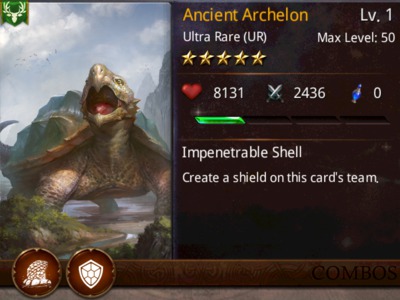 Ancient Archelon Lv. 1
Ultra Rare (UR) Max Level: 50
8131 2436 0
Impenetrable Shell
Create a shield on this card's team.
COMBOS